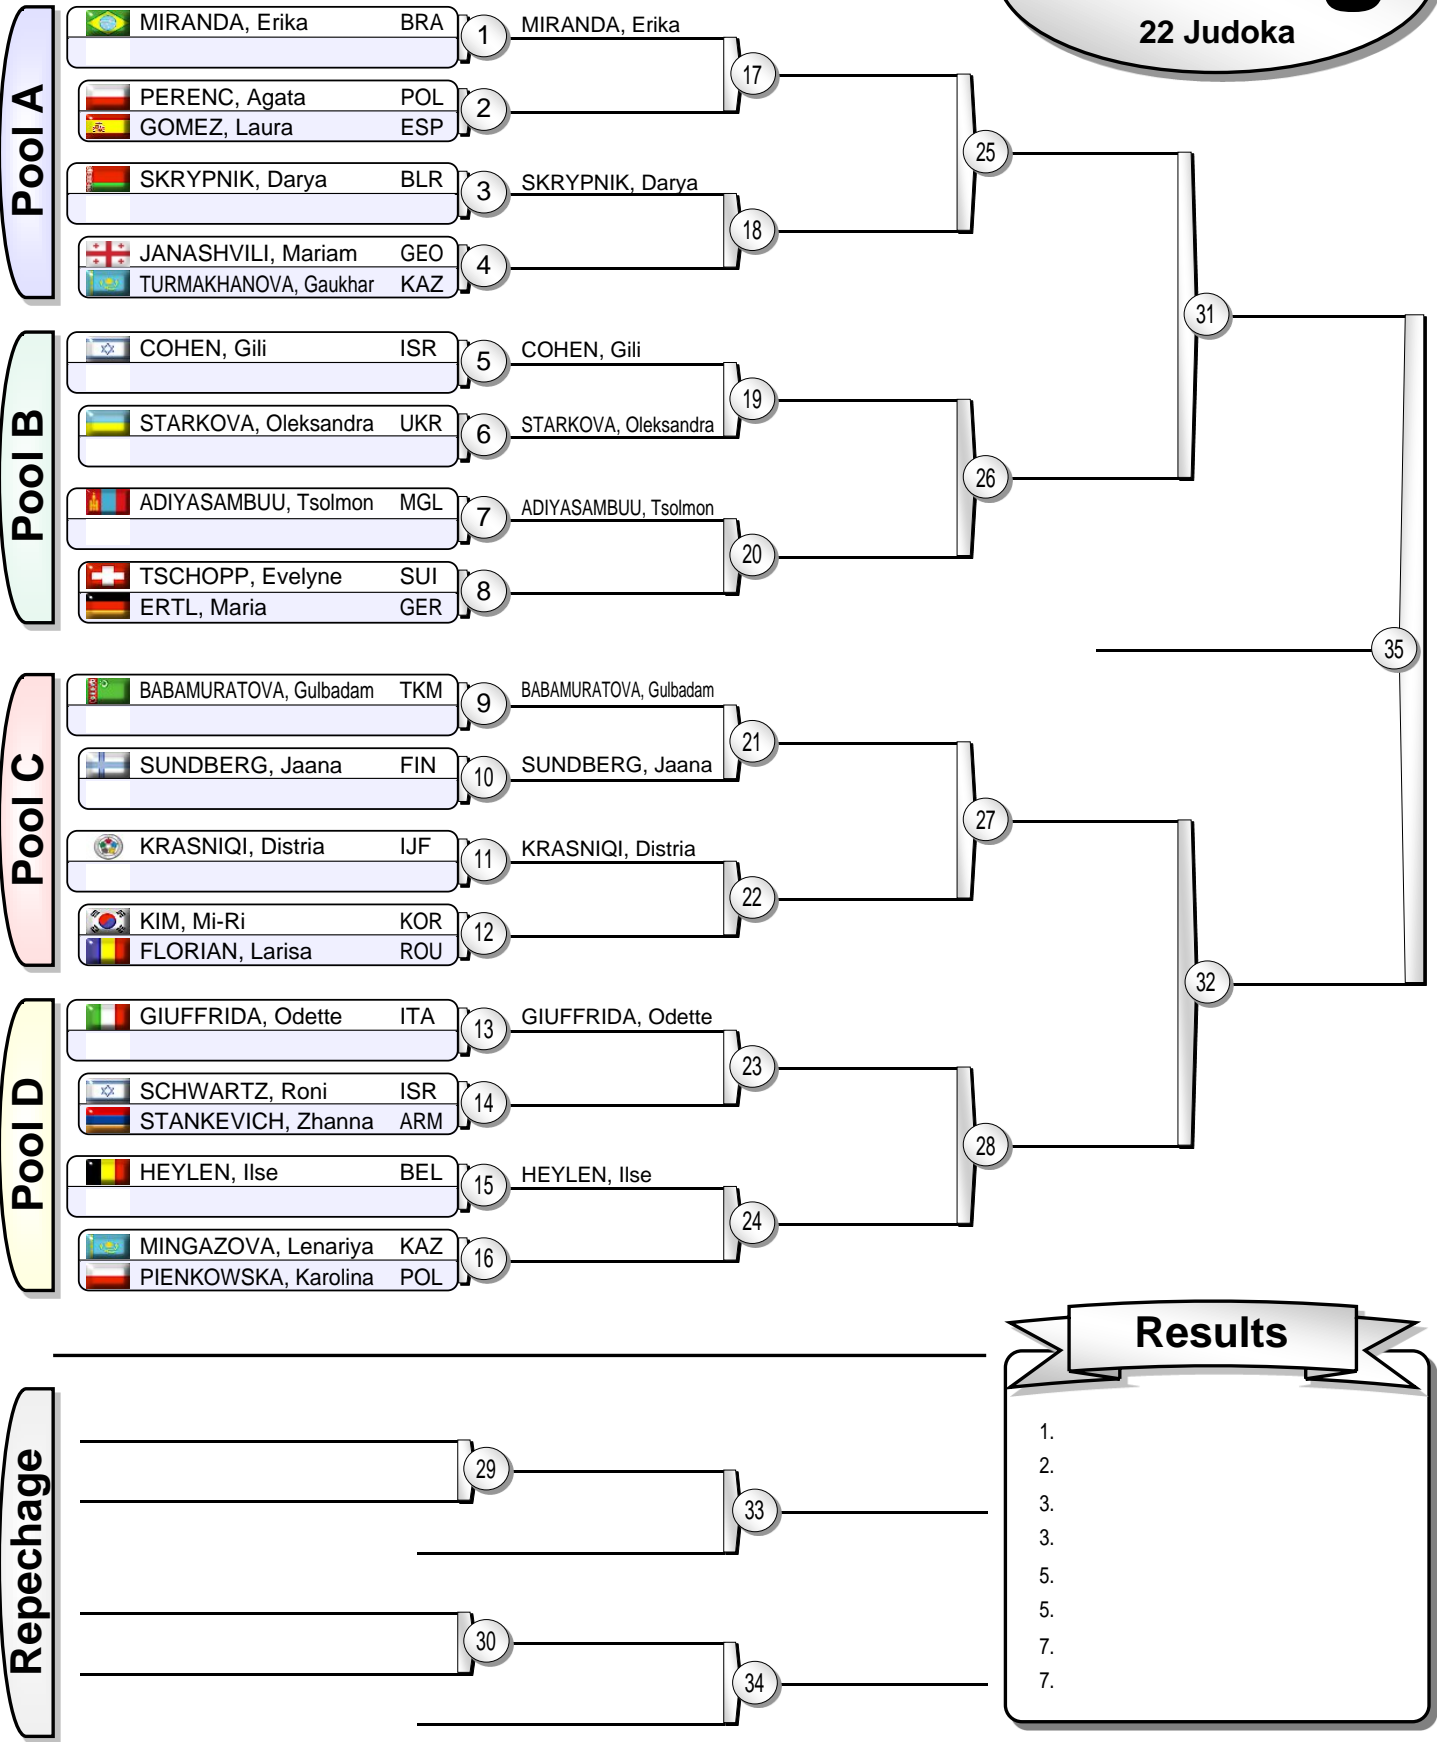 22 Judoka
Pool A
MIRANDA, Erika BRA 1 MIRANDA, Erika
17
PERENC, Agata POL
GOMEZ, Laura ESP
2
25
SKRYPNIK, Darya BLR 3 SKRYPNIK, Darya
18
JANASHVILI, Mariam GEO
TURMAKHANOVA, Gaukhar KAZ
4
31
Pool B
COHEN, Gili ISR 5 COHEN, Gili
19
STARKOVA, Oleksandra UKR 6 STARKOVA, Oleksandra
26
ADIYASAMBUU, Tsolmon MGL 7 ADIYASAMBUU, Tsolmon
20
TSCHOPP, Evelyne SUI
ERTL, Maria GER
8
35
Pool C
BABAMURATOVA, Gulbadam TKM 9 BABAMURATOVA, Gulbadam
21
SUNDBERG, Jaana FIN 10 SUNDBERG, Jaana
27
KRASNIQI, Distria IJF 11 KRASNIQI, Distria
22
KIM, Mi-Ri KOR
FLORIAN, Larisa ROU
12
32
Pool D
GIUFFRIDA, Odette ITA 13 GIUFFRIDA, Odette
23
SCHWARTZ, Roni ISR
STANKEVICH, Zhanna ARM
14
28
HEYLEN, Ilse BEL 15 HEYLEN, Ilse
24
MINGAZOVA, Lenariya KAZ
PIENKOWSKA, Karolina POL
16
Repechage
29
33
30
34
Results
1.
2.
3.
3.
5.
5.
7.
7.